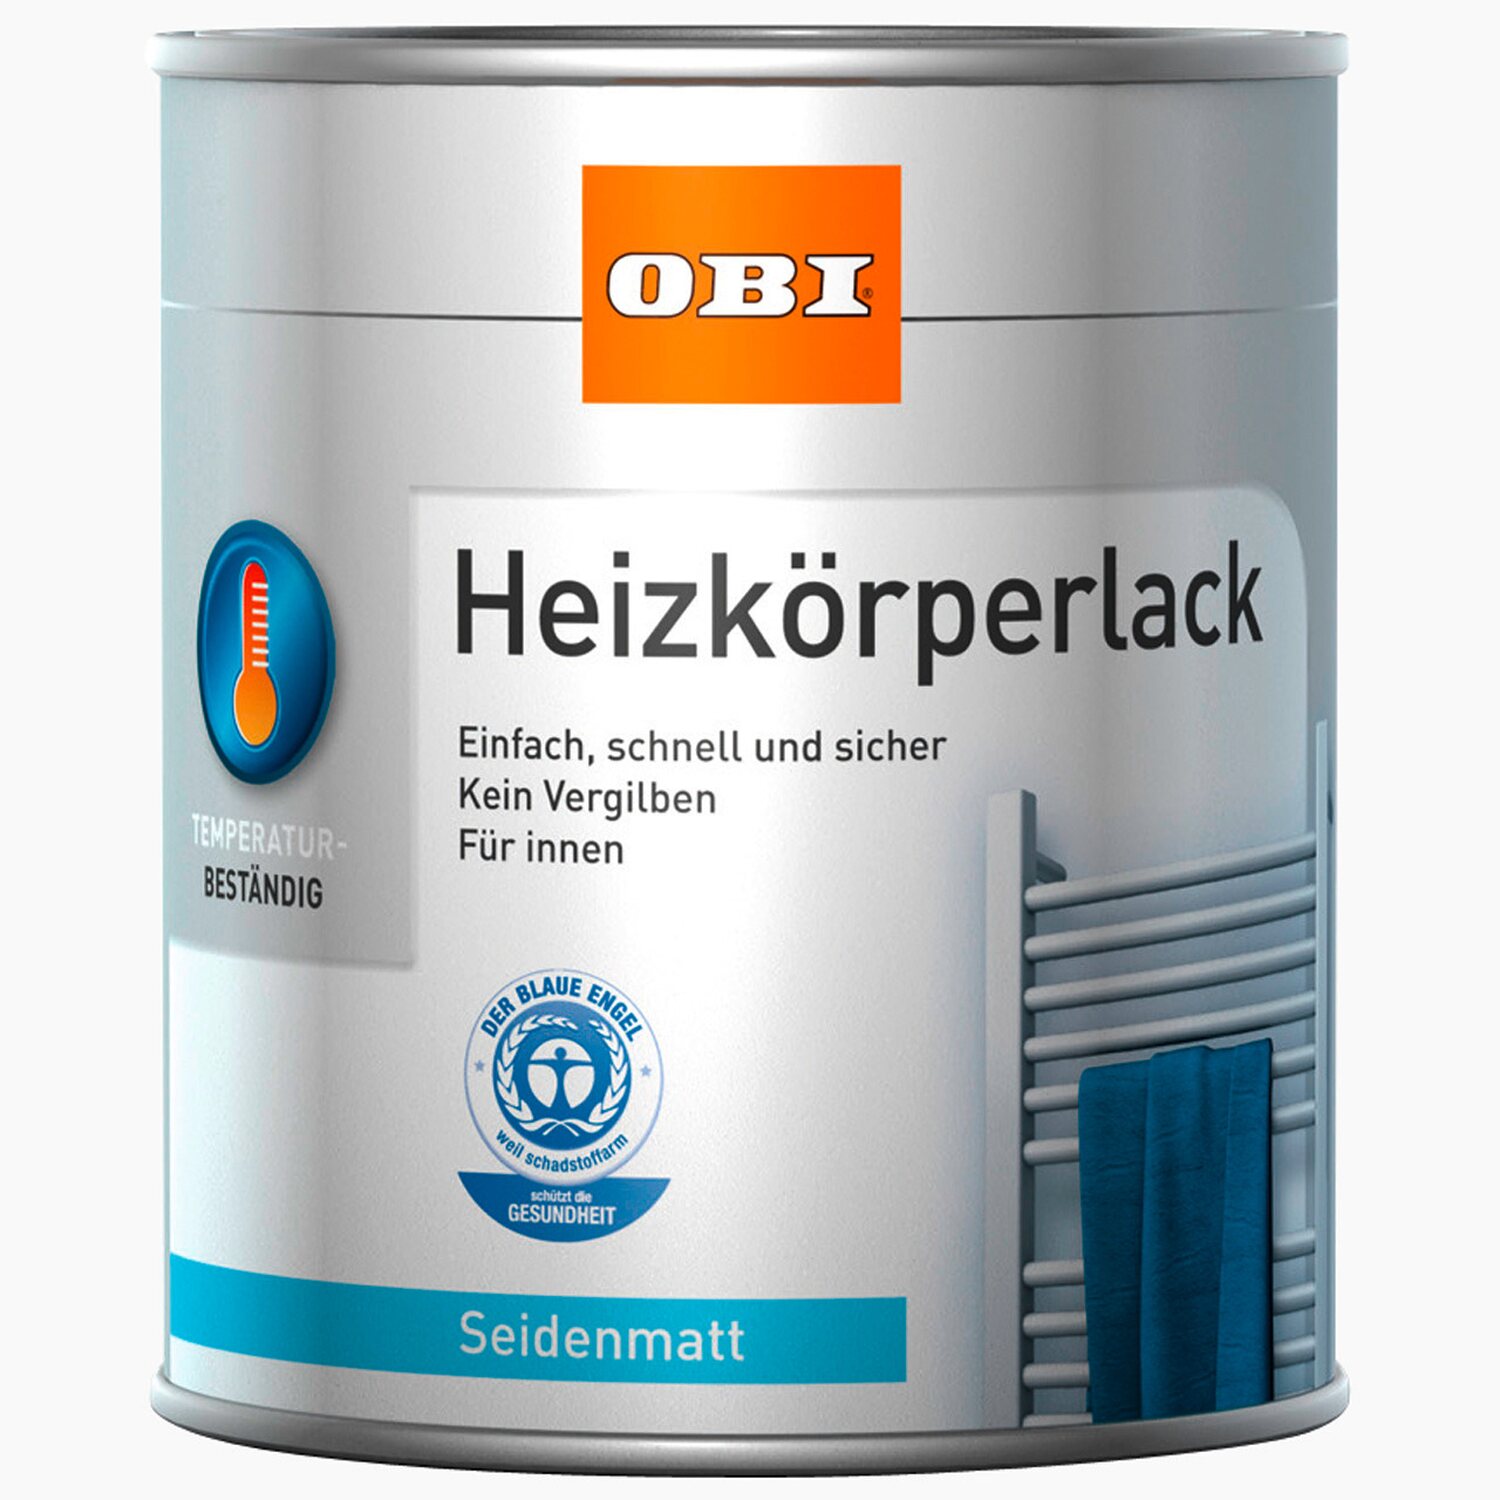 OBI®
Heizkörperlack
Einfach, schnell und sicher
Kein Vergilben
Für innen
TEMPERATUR-
BESTÄNDIG
DER BLAUE ENGEL
weil schadstoffarm
schützt die
GESUNDHEIT
Seidenmatt